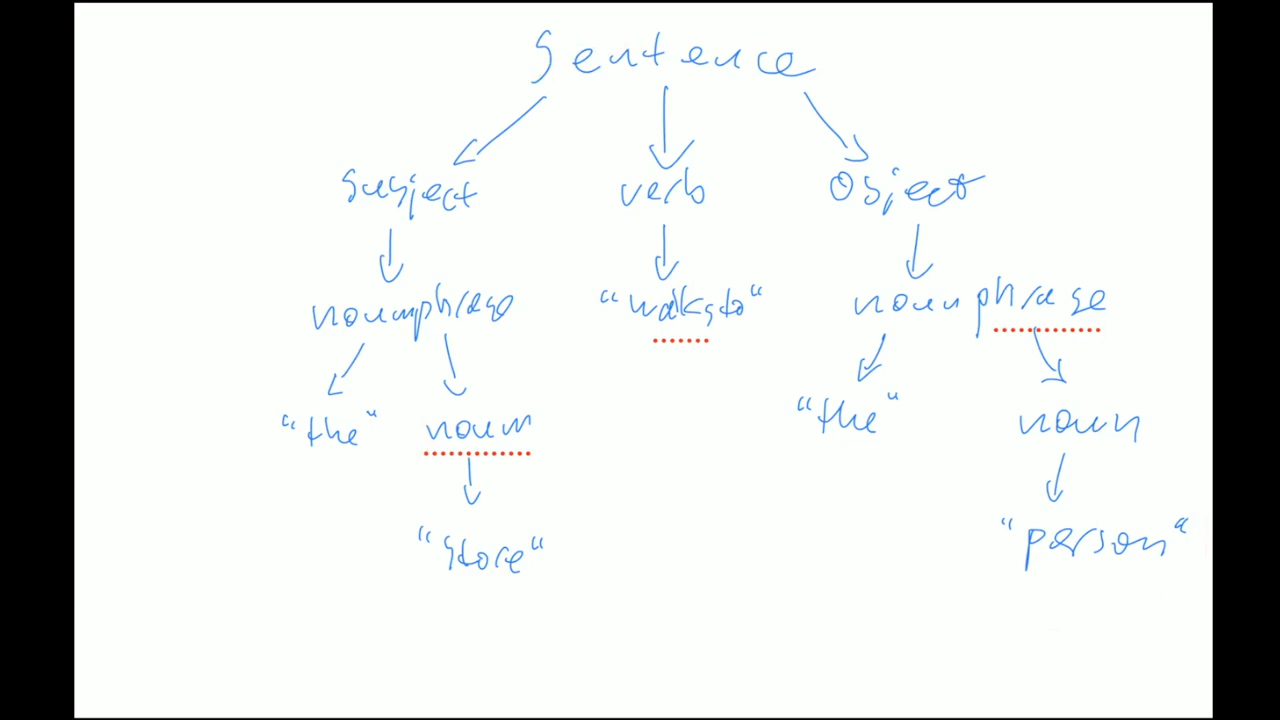 Sentence
Subject verb Object
nounphrase "walksto" nounphrase
"the" noun "the" noun
"store" "person"